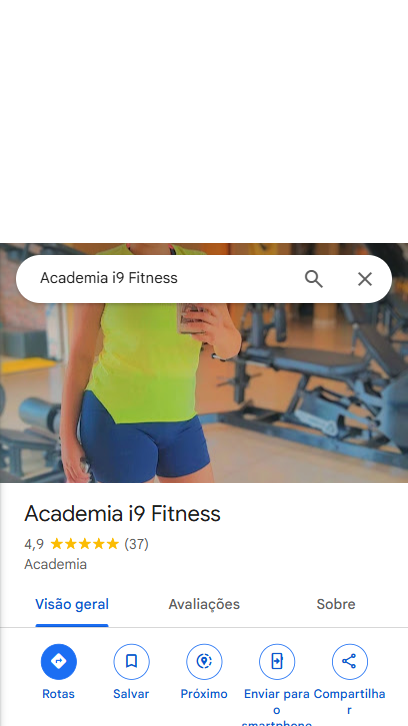 Academia i9 Fitness
Academia i9 Fitness
4,9 ★★★★★ (37)
Academia
Visão geral Avaliações Sobre
Rotas Salvar Próximo Enviar para o smartphone Compartilhar